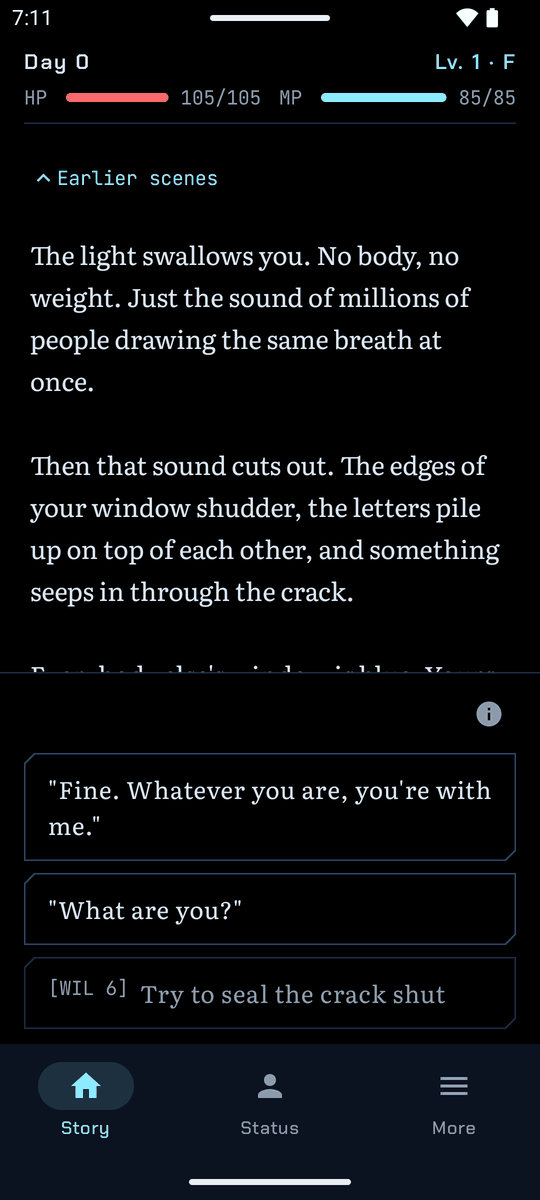 7:11
Day 0
Lv. 1 · F
HP 105/105 MP 85/85
Earlier scenes
The light swallows you. No body, no
weight. Just the sound of millions of
people drawing the same breath at
once.
Then that sound cuts out. The edges of
your window shudder, the letters pile
up on top of each other, and something
seeps in through the crack.
"Fine. Whatever you are, you're with
me."
"What are you?"
[WIL 6] Try to seal the crack shut
Story
Status
More